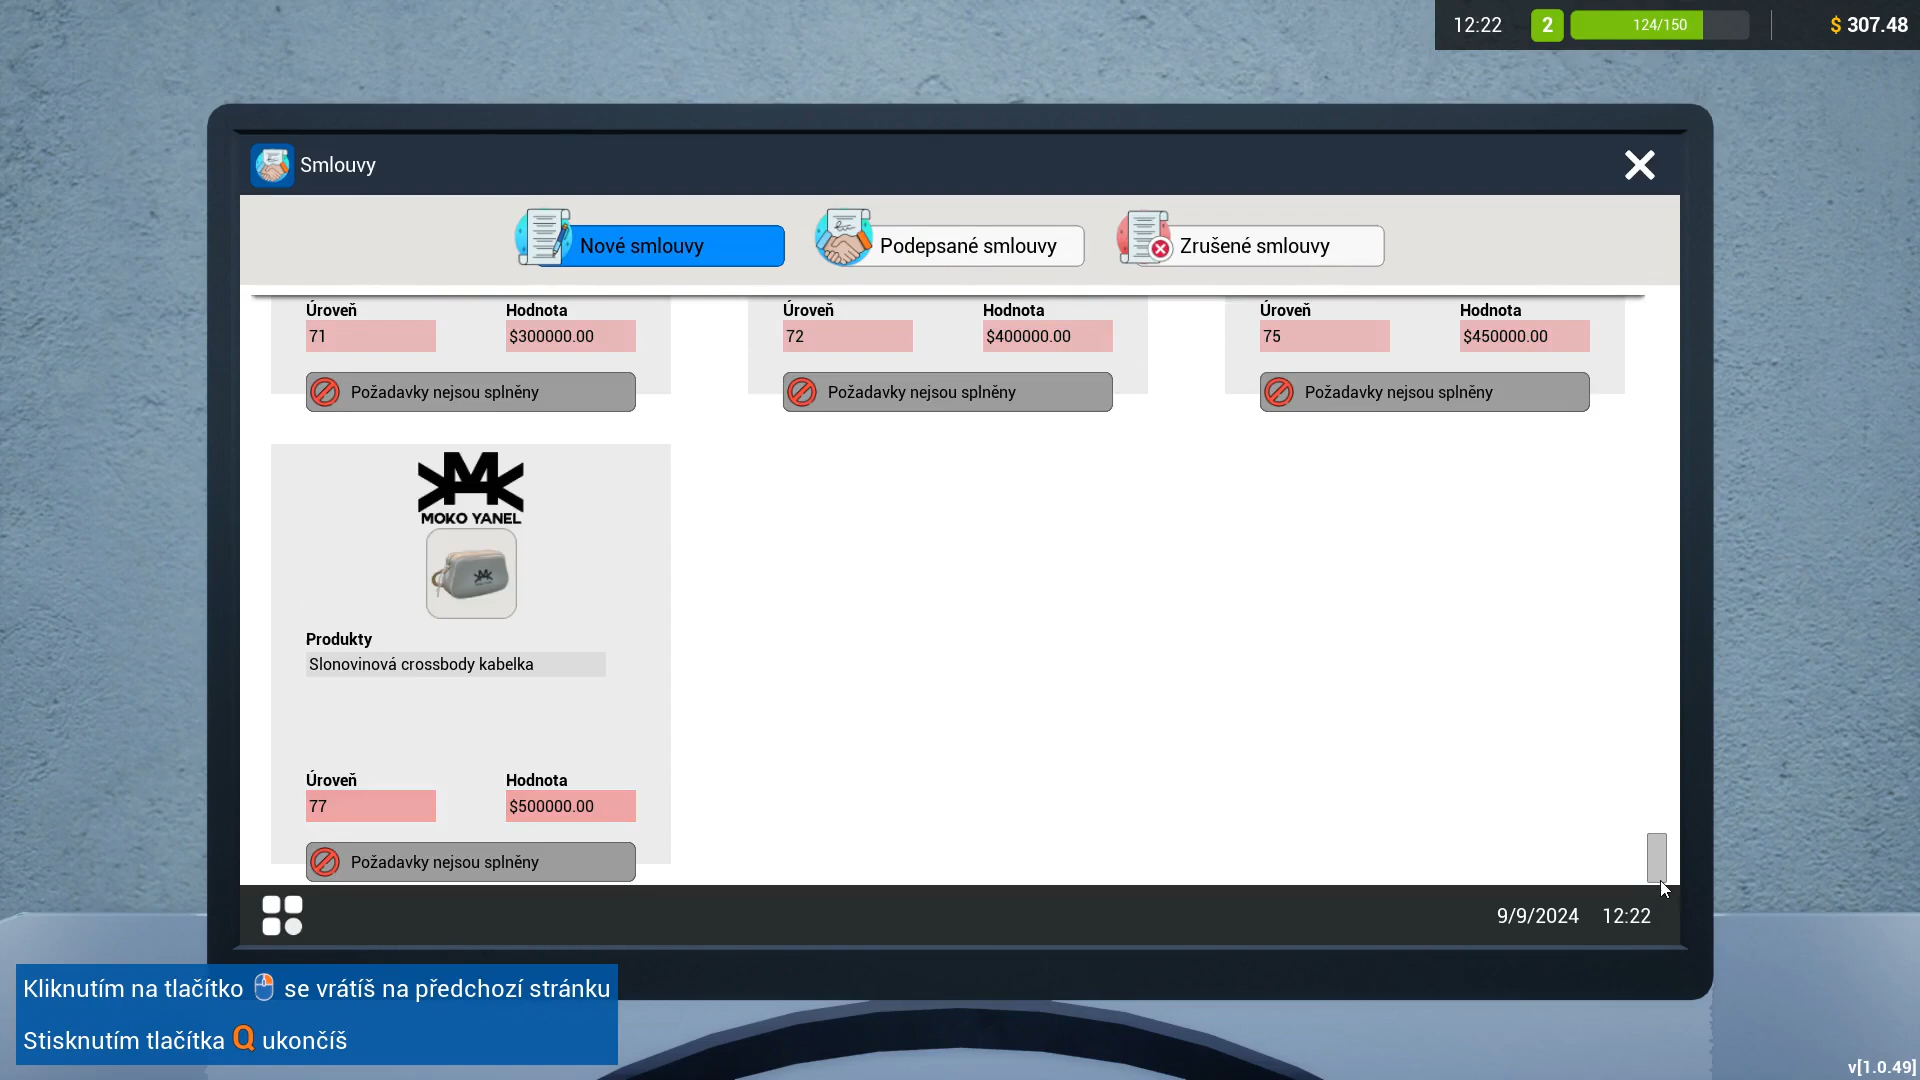 12:22 2 124/150 $ 307.48
Smlouvy
Nové smlouvy Podepsané smlouvy Zrušené smlouvy
Úroveň Hodnota Úroveň Hodnota Úroveň Hodnota
71 $300000.00 72 $400000.00 75 $450000.00
Požadavky nejsou splněny Požadavky nejsou splněny Požadavky nejsou splněny
MOKO YANEL
Produkty
Slonovinová crossbody kabelka
Úroveň Hodnota
77 $500000.00
Požadavky nejsou splněny
9/9/2024 12:22
Kliknutím na tlačítko se vrátíš na předchozí stránku
Stisknutím tlačítka Q ukončíš
v[1.0.49]